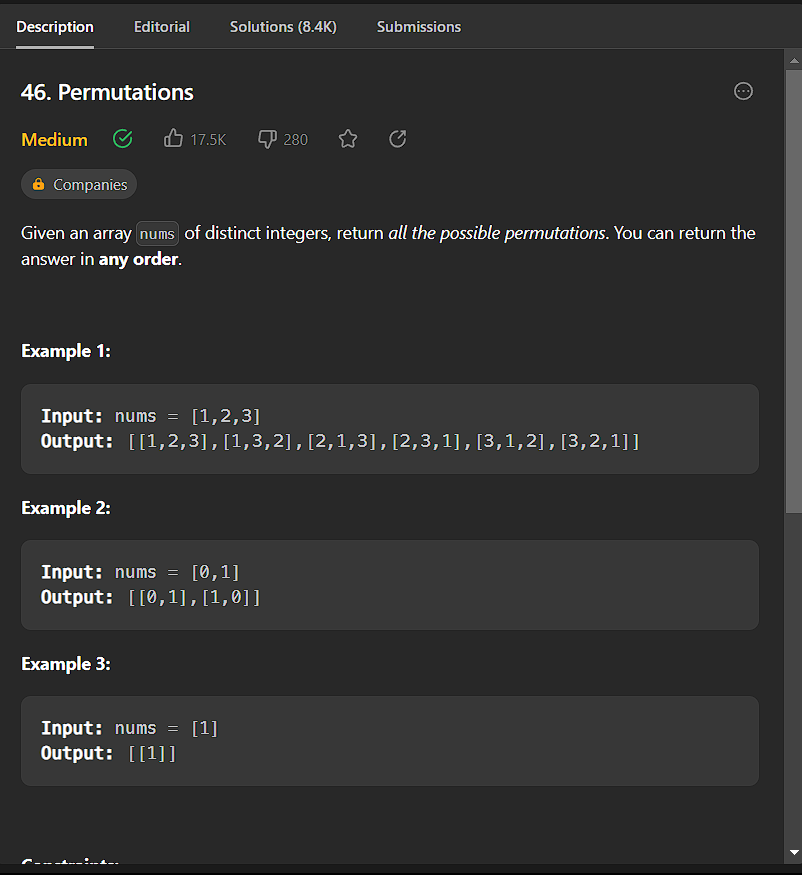 Description Editorial Solutions (8.4K) Submissions
46. Permutations
Medium 17.5K 280
Companies
Given an array nums of distinct integers, return all the possible permutations. You can return the
answer in any order.
Example 1:
Input: nums = [1,2,3]
Output: [[1,2,3],[1,3,2],[2,1,3],[2,3,1],[3,1,2],[3,2,1]]
Example 2:
Input: nums = [0,1]
Output: [[0,1],[1,0]]
Example 3:
Input: nums = [1]
Output: [[1]]
Constraints: